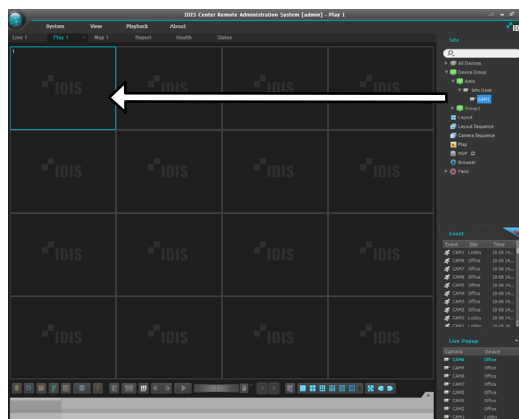 IDIS Center Remote Administration System [admin] - Play 1
System View Playback About
Live 1 Play 1 Map 1 Report Health Status
1
IDIS
IDIS IDIS IDIS IDIS
IDIS IDIS IDIS IDIS
IDIS IDIS IDIS IDIS
IDIS IDIS IDIS IDIS
Site
All Devices
Device Group
Info Desk
CAM1
Group1
Layout
Layout Sequence
Camera Sequence
Map
Browser
Panic
Event
Event Site Time
CAM1 Lobby
CAM8 Office
CAM7 Office
CAM6 Office
CAM5 Office
CAM4 Office
CAM3 Office
CAM2 Office
CAM1 Lobby
Live Popup
Camera Device
CAM6 Office
CAM4 Office
CAM8 Office
CAM7 Office
CAM3 Office
CAM5 Office
CAM2 Office
CAM1 Lobby